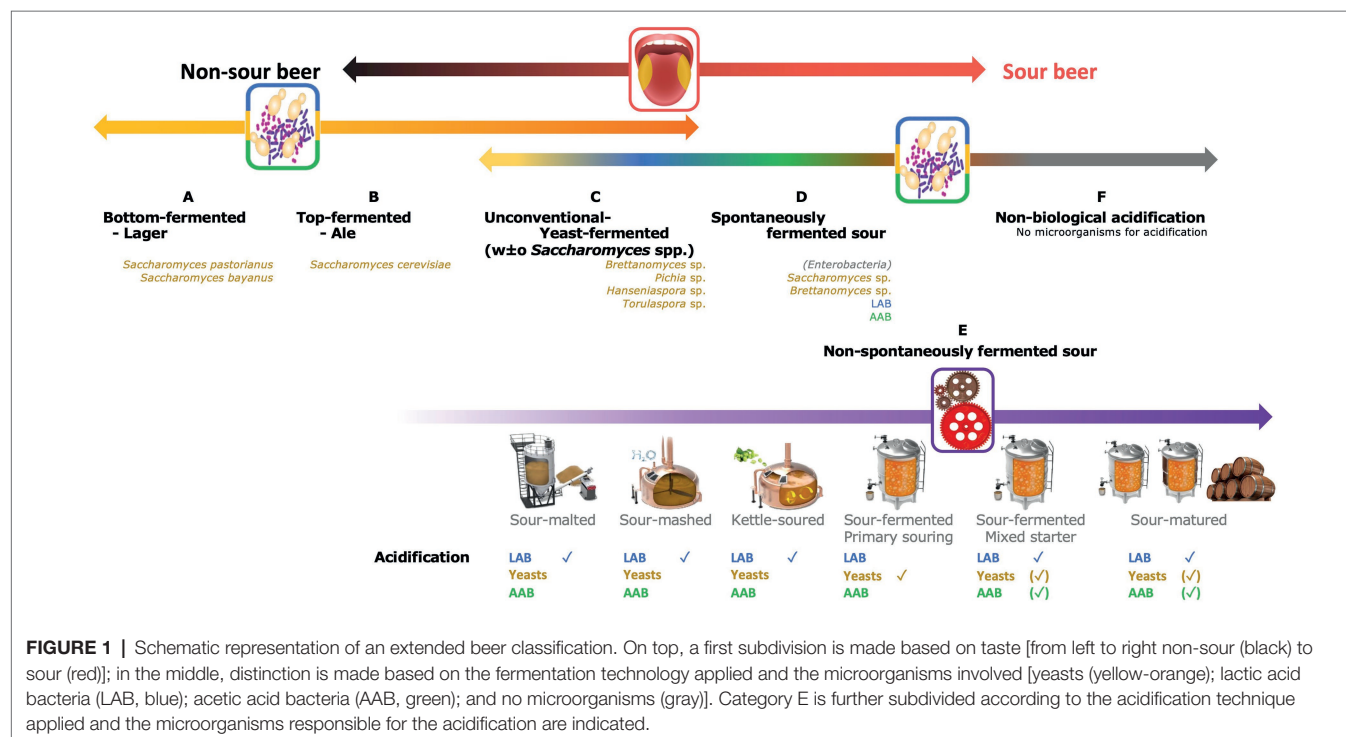 Non-sour beer
Sour beer
A
Bottom-fermented
- Lager
Saccharomyces pastorianus
Saccharomyces bayanus
B
Top-fermented
- Ale
Saccharomyces cerevisiae
C
Unconventional-
Yeast-fermented
(w±o Saccharomyces spp.)
Brettanomyces sp.
Pichia sp.
Hanseniaspora sp.
Torulaspora sp.
D
Spontaneously
fermented sour
(Enterobacteria)
Saccharomyces sp.
Brettanomyces sp.
LAB
AAB
F
Non-biological acidification
No microorganisms for acidification
E
Non-spontaneously fermented sour
H₂O
Sour-malted
Sour-mashed
Kettle-soured
Sour-fermented
Primary souring
Sour-fermented
Mixed starter
Sour-matured
Acidification
LAB ✓ LAB ✓ LAB ✓ LAB LAB ✓ LAB ✓
Yeasts Yeasts Yeasts Yeasts ✓ Yeasts (✓) Yeasts (✓)
AAB AAB AAB AAB AAB (✓) AAB (✓)
FIGURE 1 | Schematic representation of an extended beer classification. On top, a first subdivision is made based on taste [from left to right non-sour (black) to
sour (red)]; in the middle, distinction is made based on the fermentation technology applied and the microorganisms involved [yeasts (yellow-orange); lactic acid
bacteria (LAB, blue); acetic acid bacteria (AAB, green); and no microorganisms (gray)]. Category E is further subdivided according to the acidification technique
applied and the microorganisms responsible for the acidification are indicated.